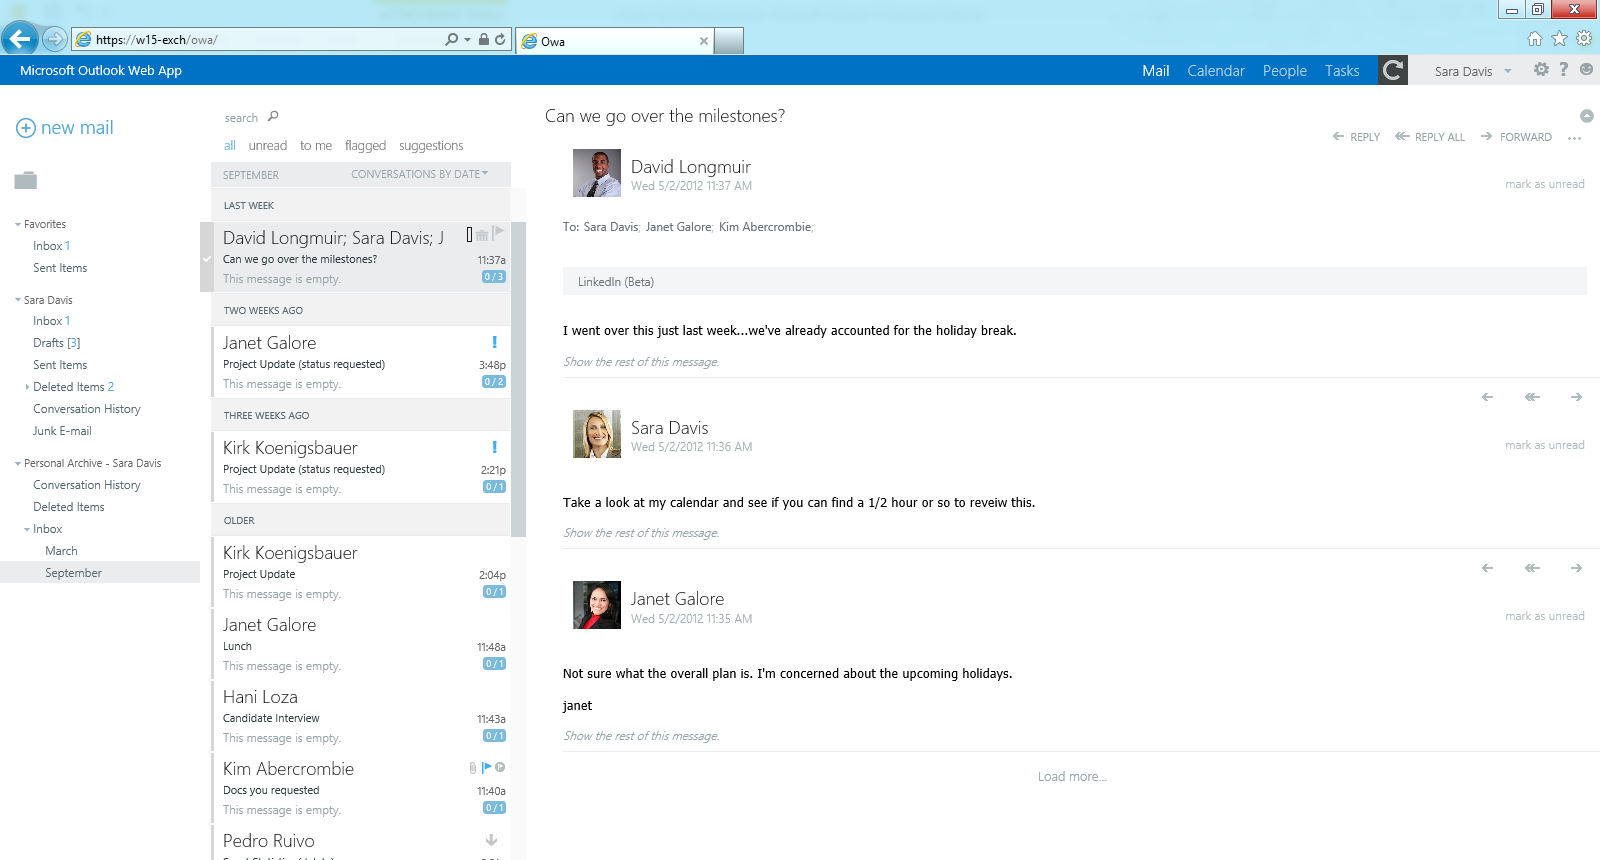 https://w15-exch/owa/
Owa
Microsoft Outlook Web App
Mail Calendar People Tasks
Sara Davis
new mail
Favorites
Inbox 1
Sent Items
Sara Davis
Inbox 1
Drafts [3]
Sent Items
Deleted Items 2
Conversation History
Junk E-mail
Personal Archive - Sara Davis
Conversation History
Deleted Items
Inbox
March
September
search
all unread to me flagged suggestions
SEPTEMBER CONVERSATIONS BY DATE
LAST WEEK
David Longmuir; Sara Davis; J
Can we go over the milestones? 11:37a
This message is empty. 0 / 3
TWO WEEKS AGO
Janet Galore
Project Update (status requested) 3:48p
This message is empty. 0 / 2
THREE WEEKS AGO
Kirk Koenigsbauer
Project Update (status requested) 2:21p
This message is empty. 0 / 1
OLDER
Kirk Koenigsbauer
Project Update 2:04p
This message is empty. 0 / 1
Janet Galore
Lunch 11:48a
This message is empty. 0 / 1
Hani Loza
Candidate Interview 11:43a
This message is empty. 0 / 1
Kim Abercrombie
Docs you requested 11:40a
This message is empty. 0 / 1
Pedro Ruivo
Can we go over the milestones?
REPLY REPLY ALL FORWARD ...
David Longmuir
Wed 5/2/2012 11:37 AM
mark as unread
To: Sara Davis; Janet Galore; Kim Abercrombie;
LinkedIn (Beta)
I went over this just last week...we've already accounted for the holiday break.
Show the rest of this message.
Sara Davis
Wed 5/2/2012 11:36 AM
mark as unread
Take a look at my calendar and see if you can find a 1/2 hour or so to reveiw this.
Show the rest of this message.
Janet Galore
Wed 5/2/2012 11:35 AM
mark as unread
Not sure what the overall plan is. I'm concerned about the upcoming holidays.
janet
Show the rest of this message.
Load more...